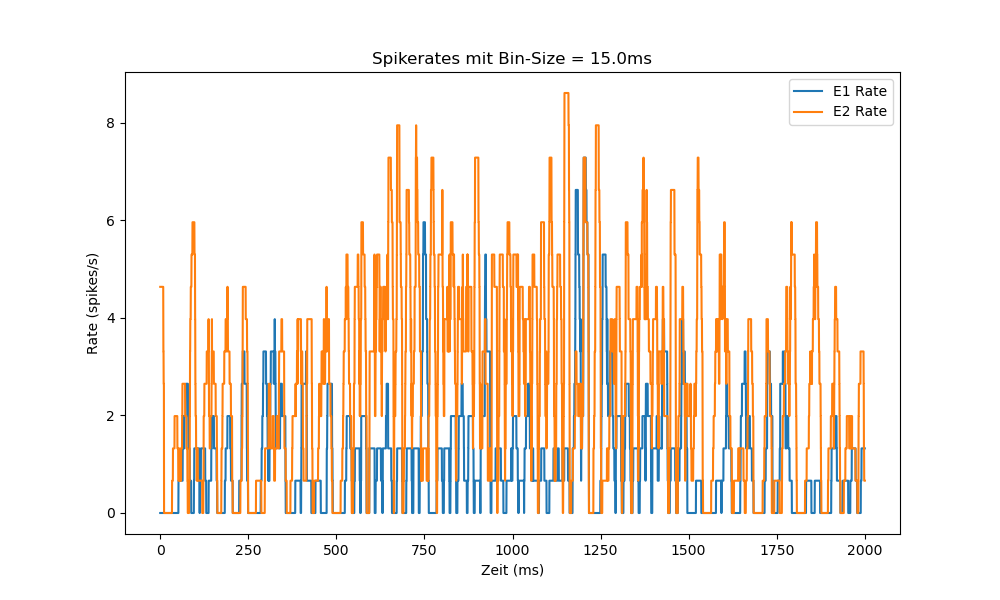 Spikerates mit Bin-Size = 15.0ms
E1 Rate
E2 Rate
Rate (spikes/s)
8
6
4
2
0
0 250 500 750 1000 1250 1500 1750 2000
Zeit (ms)